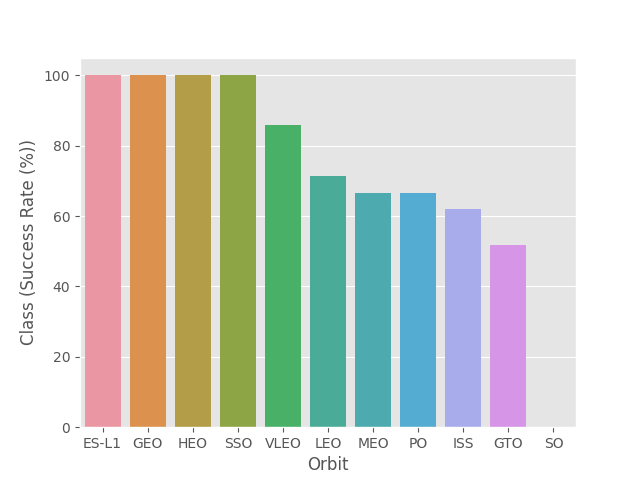 100
80
60
40
20
0
Class (Success Rate (%))
ES-L1 GEO HEO SSO VLEO LEO MEO PO ISS GTO SO
Orbit